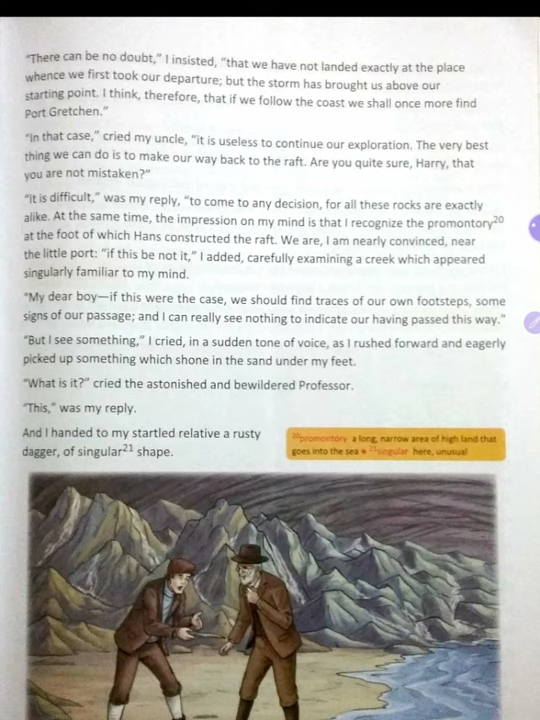 “There can be no doubt,” I insisted, “that we have not landed exactly at the place
whence we first took our departure; but the storm has brought us above our
starting point. I think, therefore, that if we follow the coast we shall once more find
Port Gretchen.”
“In that case,” cried my uncle, “it is useless to continue our exploration. The very best
thing we can do is to make our way back to the raft. Are you quite sure, Harry, that
you are not mistaken?”
“It is difficult,” was my reply, “to come to any decision, for all these rocks are exactly
alike. At the same time, the impression on my mind is that I recognize the promontory20
at the foot of which Hans constructed the raft. We are, I am nearly convinced, near
the little port: “if this be not it,” I added, carefully examining a creek which appeared
singularly familiar to my mind.
“My dear boy—if this were the case, we should find traces of our own footsteps, some
signs of our passage; and I can really see nothing to indicate our having passed this way.”
“But I see something,” I cried, in a sudden tone of voice, as I rushed forward and eagerly
picked up something which shone in the sand under my feet.
“What is it?” cried the astonished and bewildered Professor.
“This,” was my reply.
And I handed to my startled relative a rusty
dagger, of singular21 shape.
20promontory a long, narrow area of high land that
goes into the sea • 21singular here, unusual